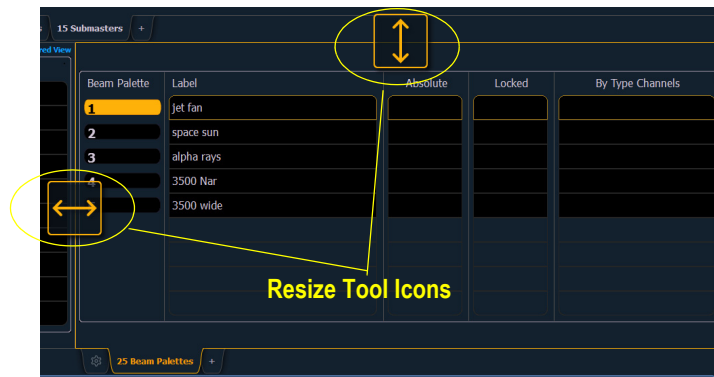 15 Submasters +
red View
Beam Palette Label Absolute Locked By Type Channels
1 jet fan
2 space sun
3 alpha rays
4 3500 Nar
3500 wide
Resize Tool Icons
25 Beam Palettes +